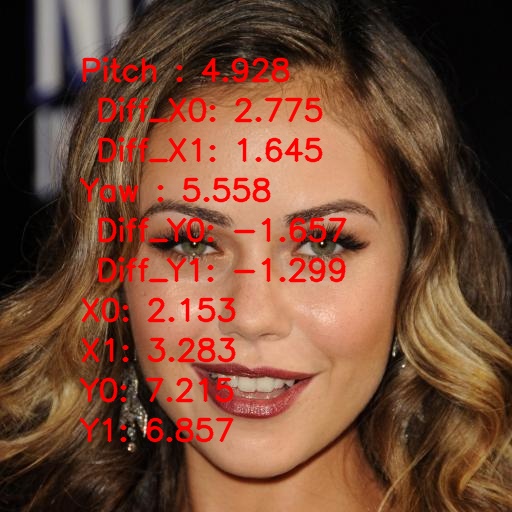 Pitch : 4.928
Diff_X0: 2.775
Diff_X1: 1.645
Yaw : 5.558
Diff_Y0: -1.657
Diff_Y1: -1.299
X0: 2.153
X1: 3.283
Y0: 7.215
Y1: 6.857